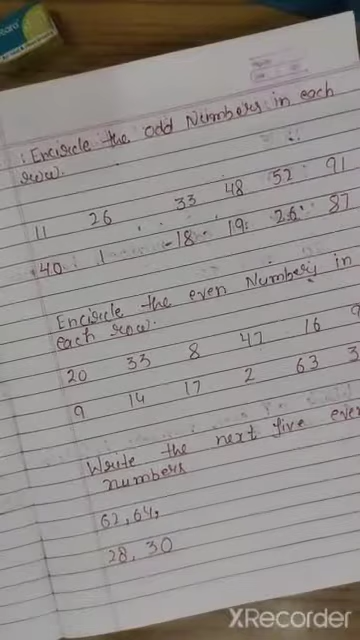 : Encircle the odd Numbers in each
row.
11 26 33 48 52 91
40 1 18 19 26 87
Encircle the even Numbers in
each row.
20 33 8 47 16
9 14 17 2 63 3
Write the next five even
numbers
62, 64,
28, 30
XRecorder